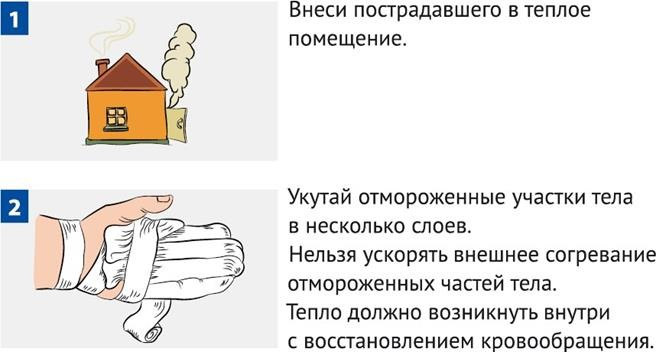 1
Внеси пострадавшего в теплое
помещение.
2
Укутай отмороженные участки тела
в несколько слоев.
Нельзя ускорять внешнее согревание
отмороженных частей тела.
Тепло должно возникнуть внутри
с восстановлением кровообращения.